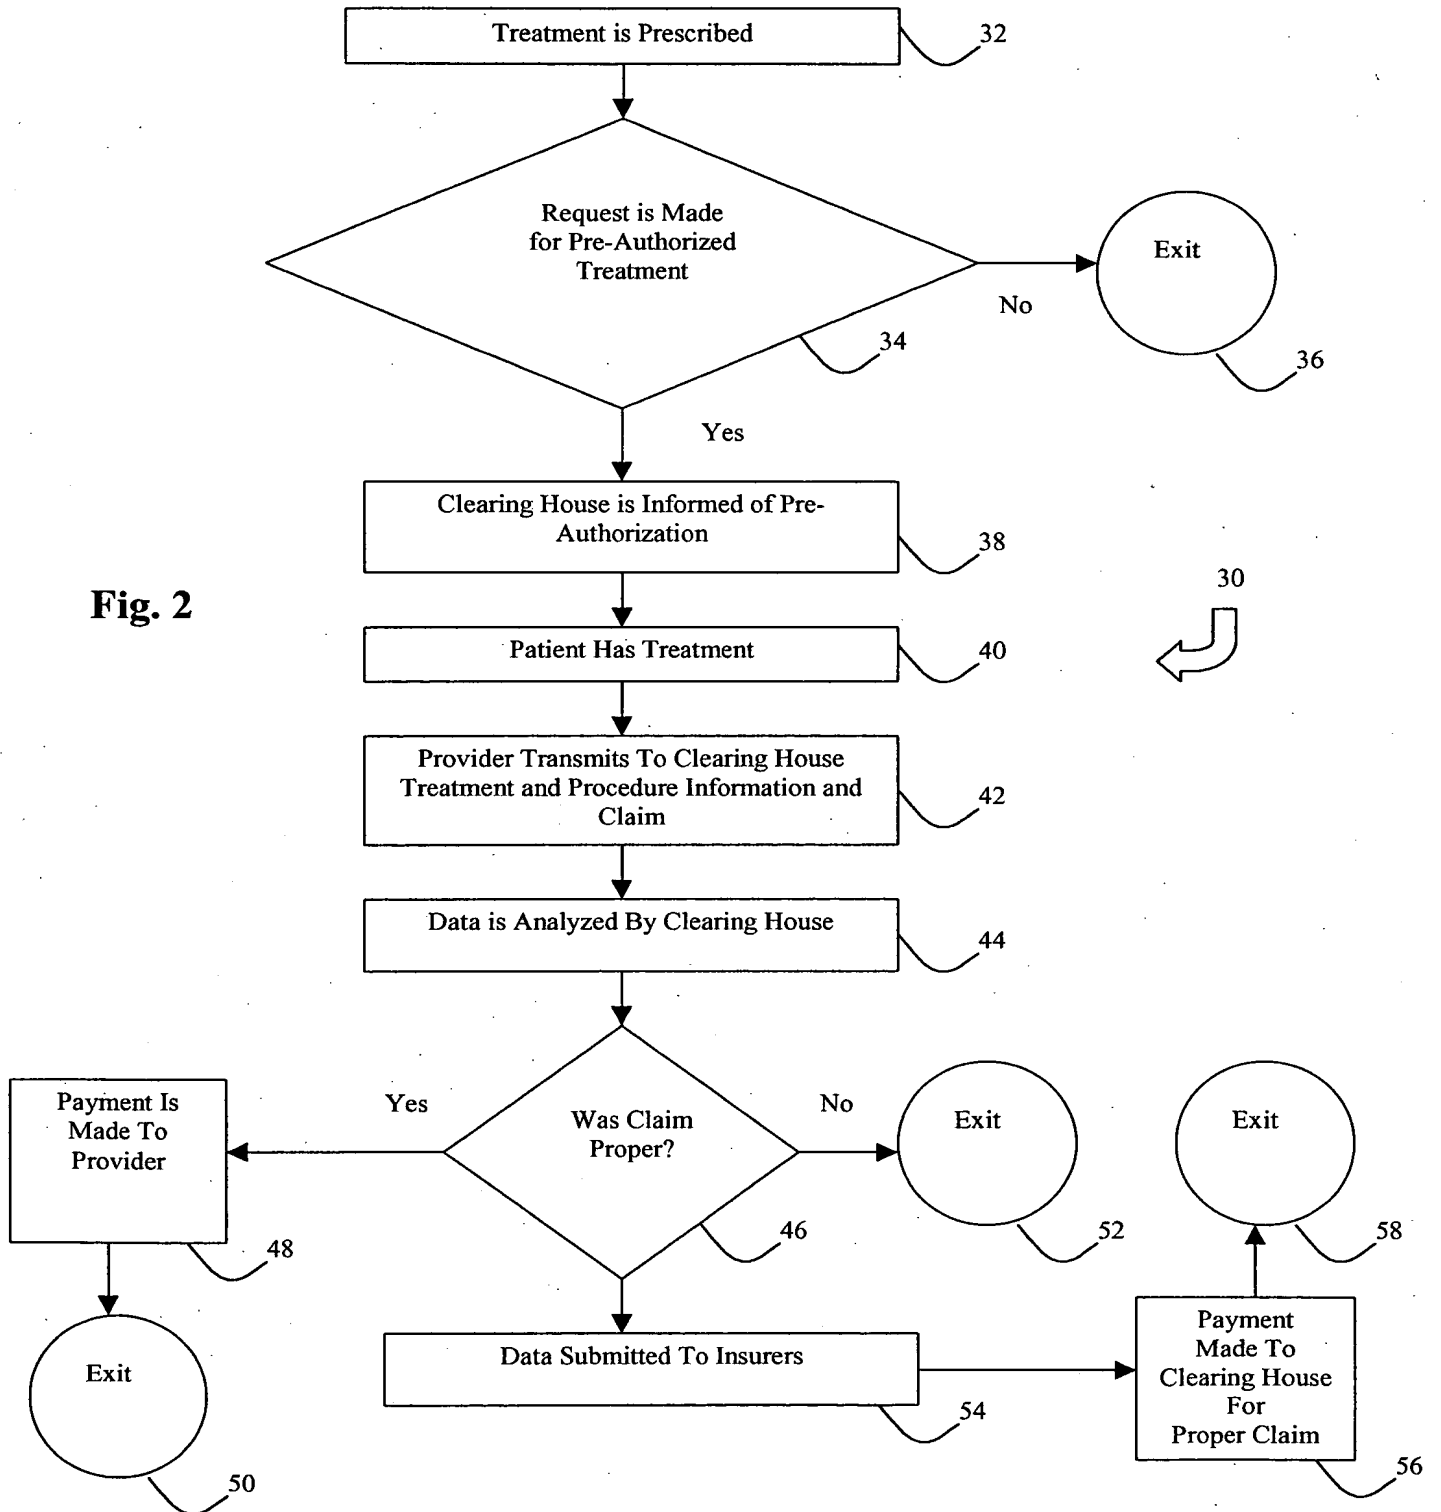 Treatment is Prescribed
32
Request is Made
for Pre-Authorized
Treatment
Exit
No
34
36
Yes
Clearing House is Informed of Pre-
Authorization
38
Fig. 2
30
Patient Has Treatment
40
Provider Transmits To Clearing House
Treatment and Procedure Information and
Claim
42
Data is Analyzed By Clearing House
44
Payment Is
Made To
Provider
Yes
Was Claim
Proper?
No
Exit
Exit
46
52
58
48
Exit
50
Data Submitted To Insurers
54
Payment
Made To
Clearing House
For
Proper Claim
56